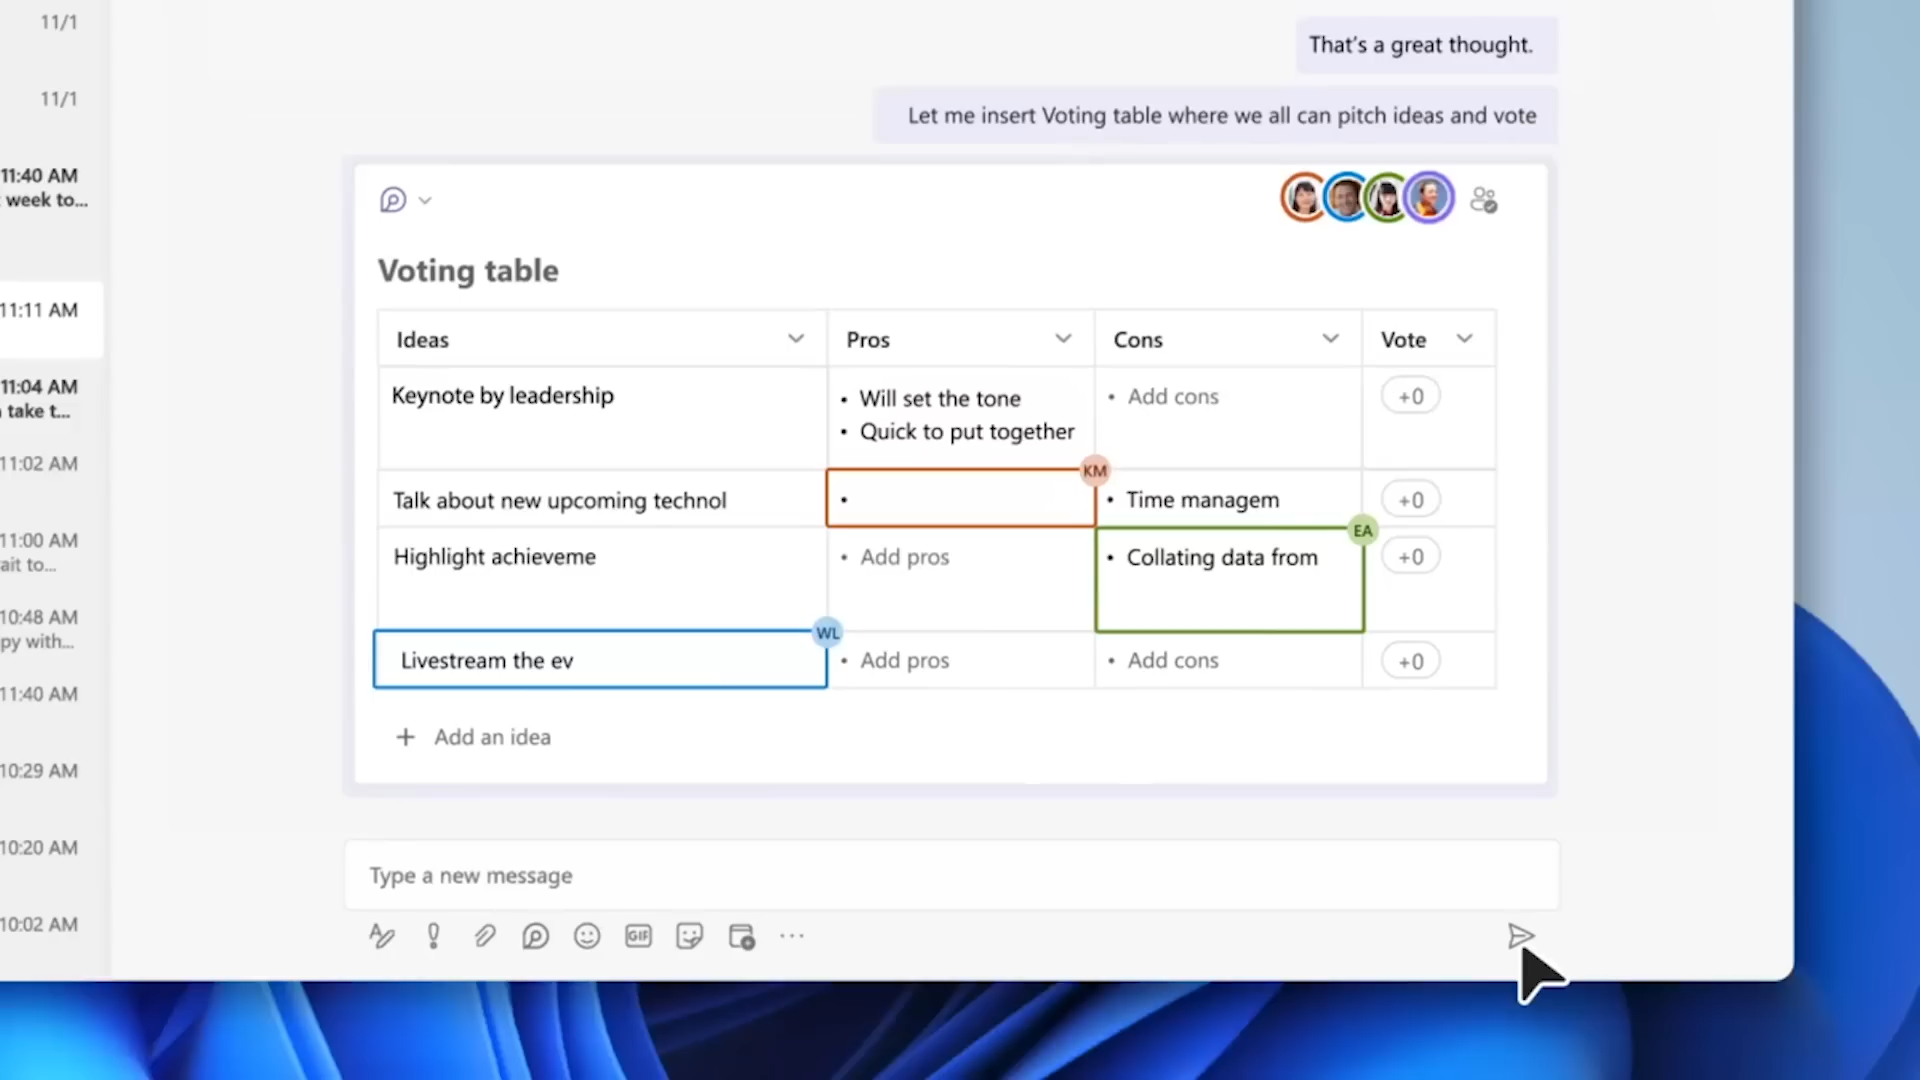 11/1
11/1
11:40 AM
week to...
11:11 AM
11:04 AM
take t...
11:02 AM
11:00 AM
ait to...
10:48 AM
py with...
11:40 AM
10:29 AM
10:20 AM
10:02 AM
That's a great thought.
Let me insert Voting table where we all can pitch ideas and vote
Voting table
Ideas Pros Cons Vote
Keynote by leadership
• Will set the tone
• Quick to put together
• Add cons
+0
Talk about new upcoming technol
•
KM
• Time managem
+0
Highlight achieveme
• Add pros
EA
• Collating data from
+0
WL
Livestream the ev
• Add pros
• Add cons
+0
+ Add an idea
Type a new message
GIF